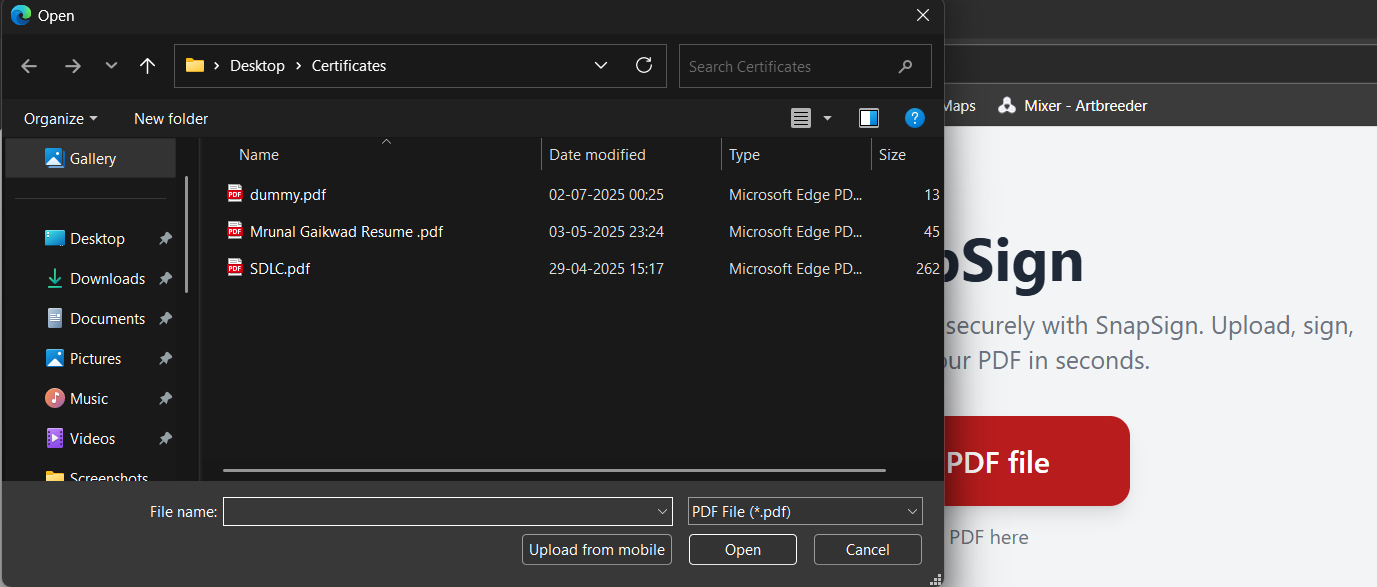 Open
Desktop > Certificates
Search Certificates
Organize
New folder
?
Maps
Mixer - Artbreeder
Gallery
Desktop
Downloads
Documents
Pictures
Music
Videos
Screenshots
Name Date modified Type Size
PDF dummy.pdf 02-07-2025 00:25 Microsoft Edge PD... 13
PDF Mrunal Gaikwad Resume .pdf 03-05-2025 23:24 Microsoft Edge PD... 45
PDF SDLC.pdf 29-04-2025 15:17 Microsoft Edge PD... 262
File name:
PDF File (*.pdf)
Upload from mobile
Open
Cancel
pSign
securely with SnapSign. Upload, sign,
our PDF in seconds.
PDF file
PDF here